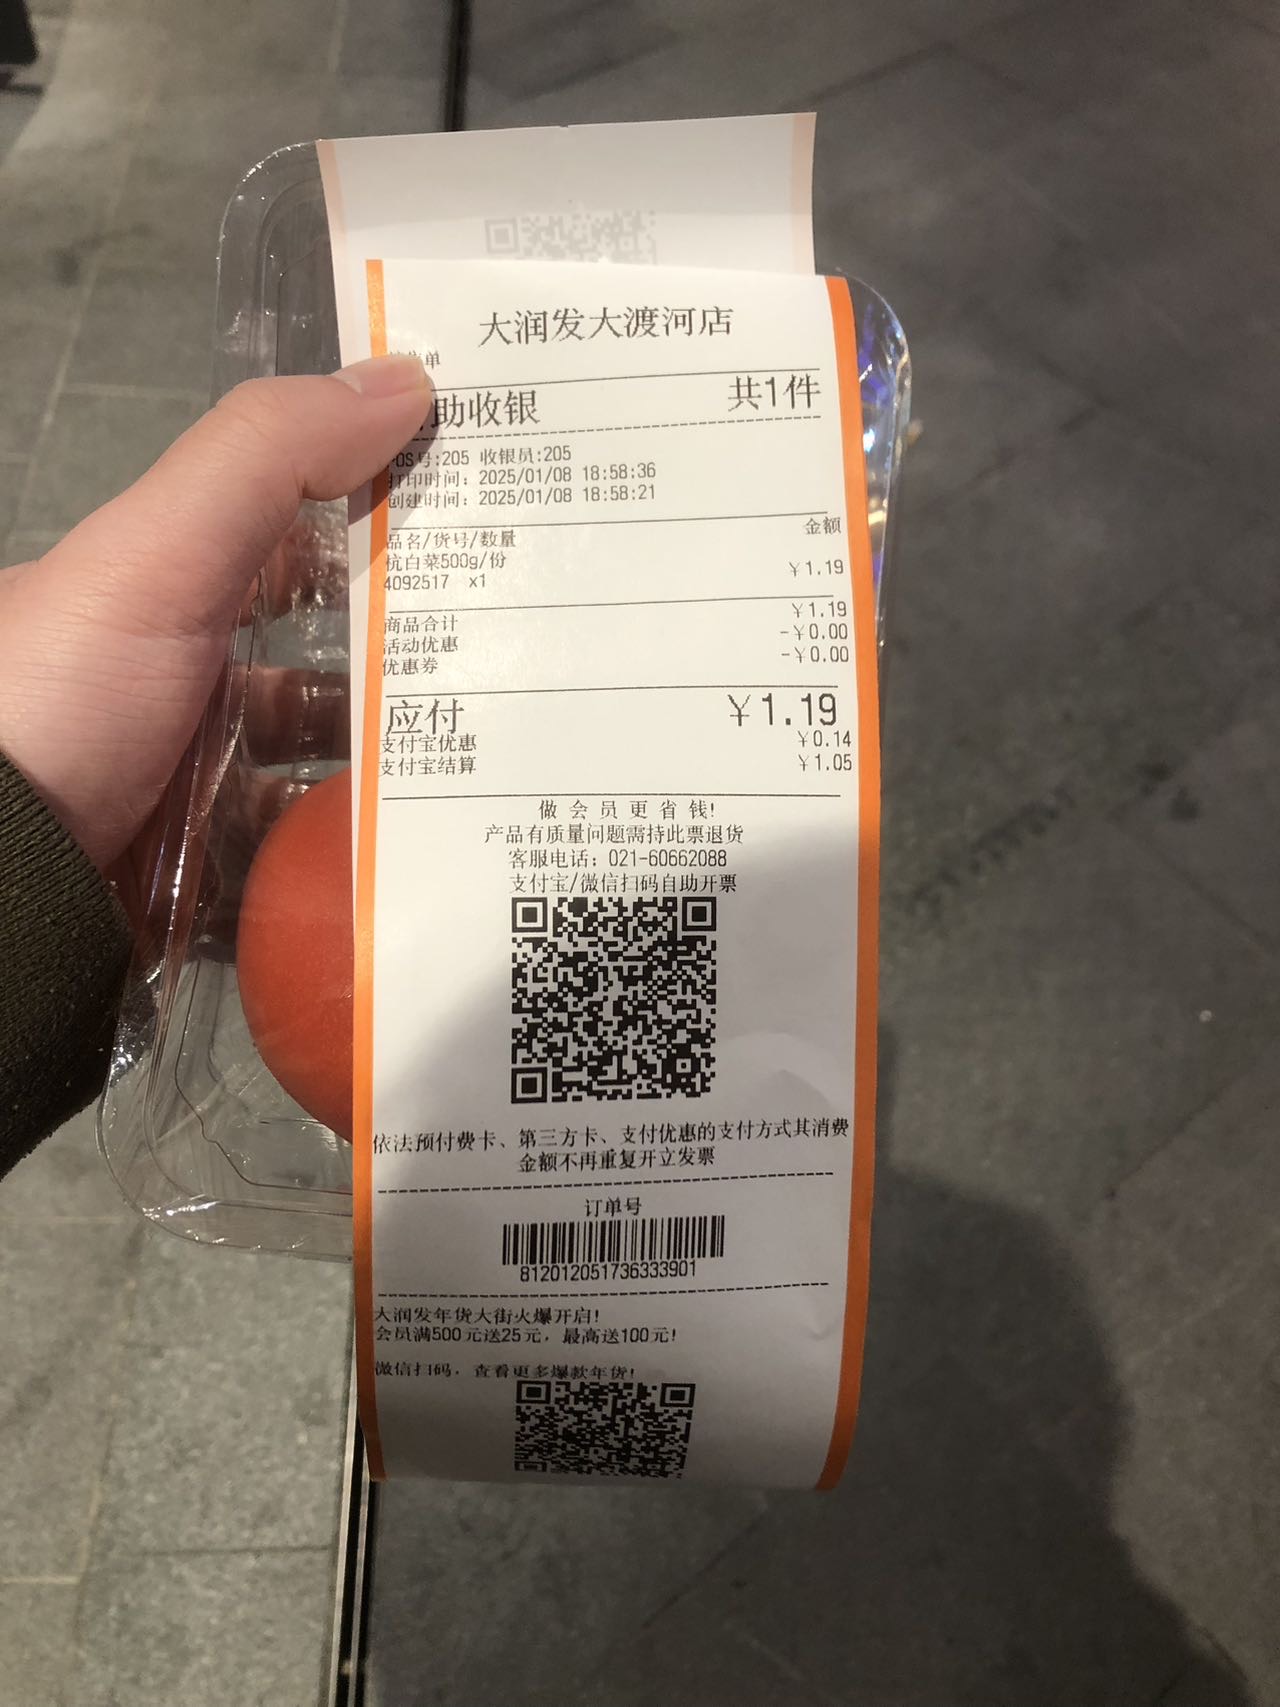 大润发大渡河店
单
助收银 共1件
POS号:205 收银员:205
打印时间: 2025/01/08 18:58:36
创建时间: 2025/01/08 18:58:21
品名/货号/数量 金额
杭白菜500g/份
4092517 x1 ¥1.19
商品合计 ¥1.19
活动优惠 -¥0.00
优惠券 -¥0.00
应付 ¥1.19
支付宝优惠 ¥0.14
支付宝结算 ¥1.05
做会员更省钱!
产品有质量问题需持此票退货
客服电话: 021-60662088
支付宝/微信扫码自助开票
依法预付费卡、第三方卡、支付优惠的支付方式其消费
金额不再重复开立发票
订单号
812012051736333901
大润发年货大街火爆开启!
会员满500元送25元, 最高送100元!
微信扫码, 查看更多爆款年货!